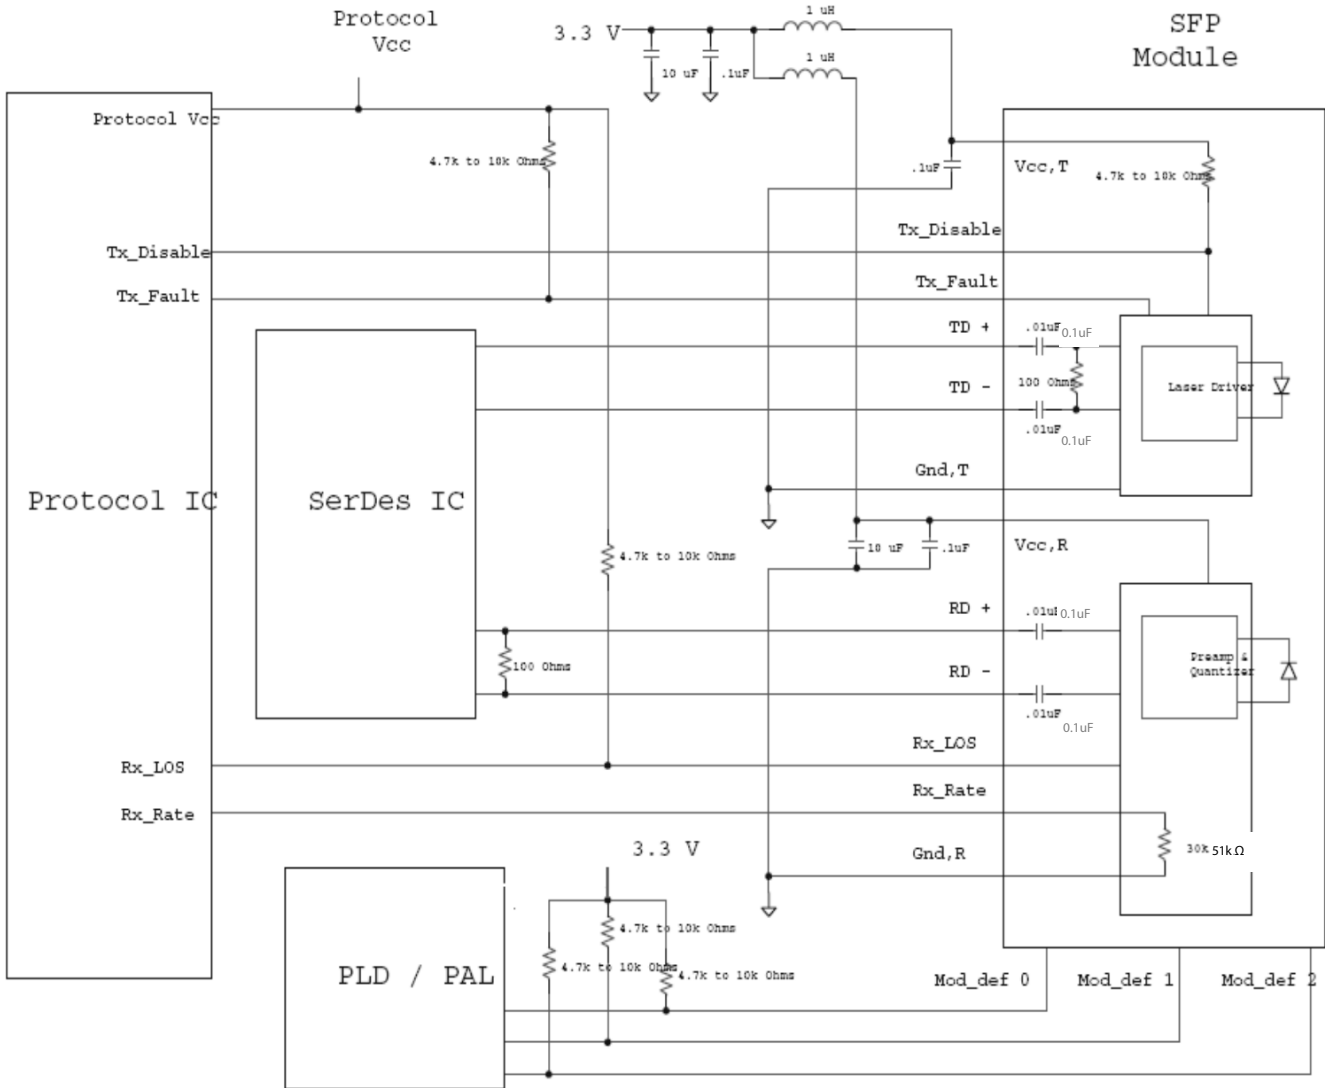 Protocol
Vcc
1 uH
3.3 V
1 uH
SFP
Module
10 uF
.1uF
Protocol Vcc
4.7k to 10k Ohms
.1uF
Vcc,T
4.7k to 10k Ohms
Tx_Disable
Tx_Disable
Tx_Fault
Tx_Fault
TD +
.01uF
0.1uF
TD -
100 Ohms
Laser Driver
.01uF
0.1uF
Gnd,T
Protocol IC
SerDes IC
4.7k to 10k Ohms
10 uF
.1uF
Vcc,R
RD +
0.1uF
100 Ohms
RD -
Preamp &
Quantizer
.01uF
0.1uF
Rx_LOS
Rx_LOS
Rx_Rate
Rx_Rate
3.3 V
Gnd,R
30k
51kΩ
4.7k to 10k Ohms
4.7k to 10k Ohms
4.7k to 10k Ohms
PLD / PAL
Mod_def 0
Mod_def 1
Mod_def 2